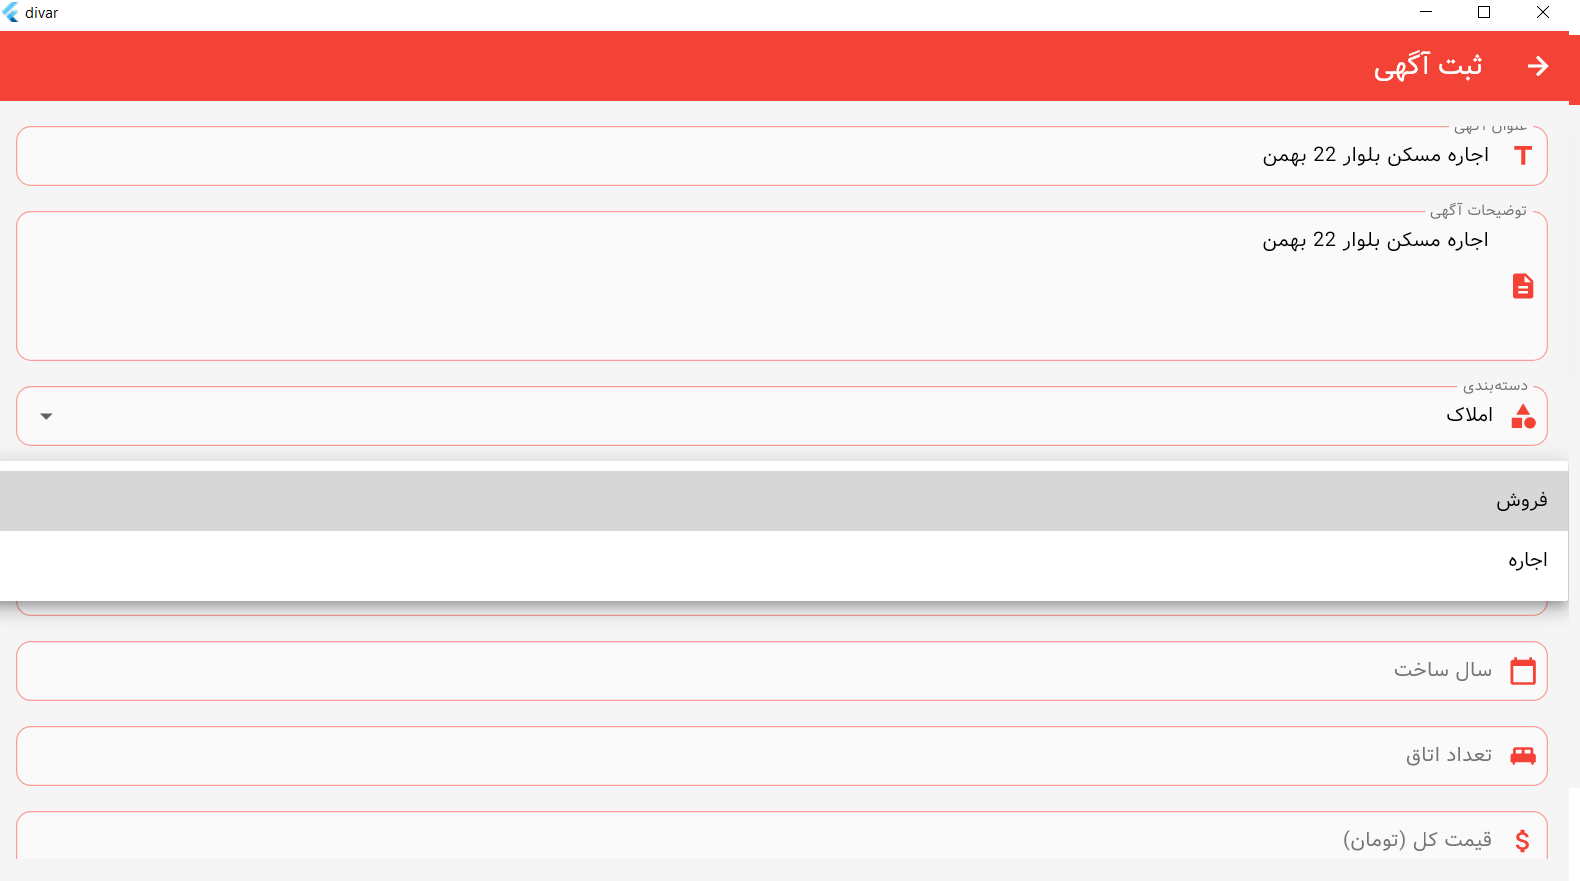 divar
ثبت آگهی
عنوان آگهی
اجاره مسکن بلوار 22 بهمن
توضیحات آگهی
اجاره مسکن بلوار 22 بهمن
دسته‌بندی
املاک
فروش
اجاره
سال ساخت
تعداد اتاق
قیمت کل (تومان)